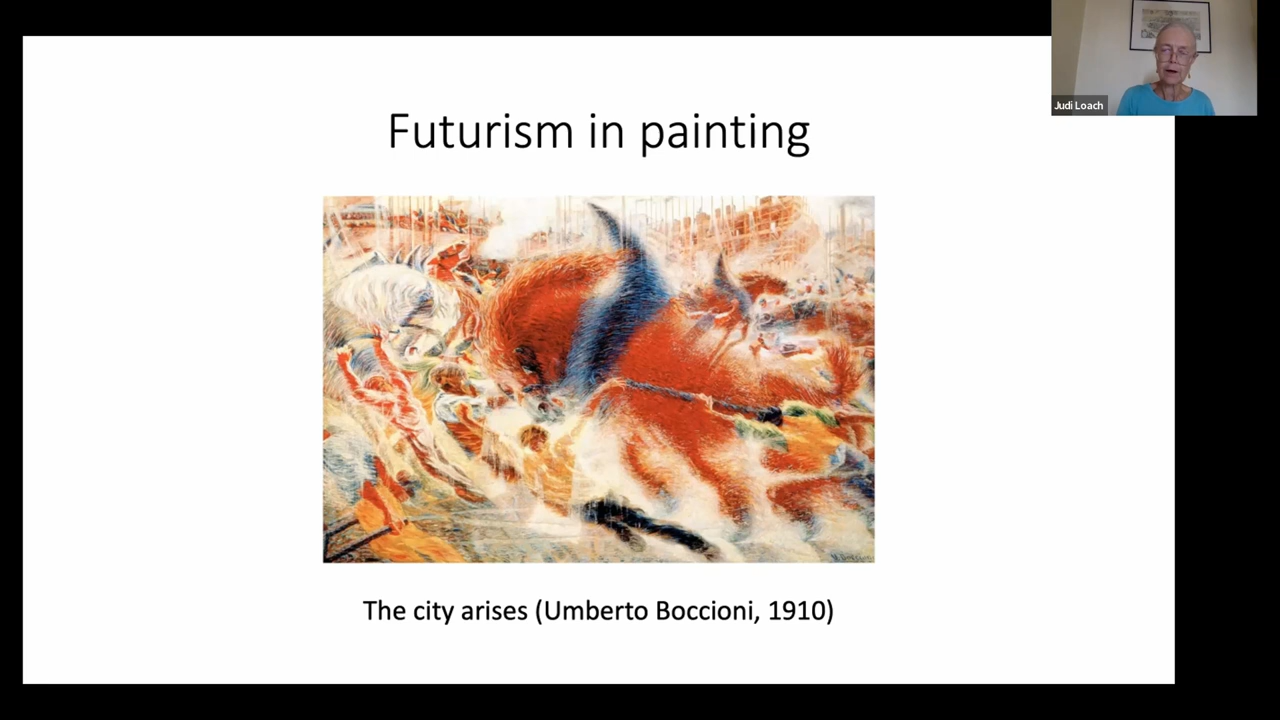 Judi Loach
Futurism in painting
The city arises (Umberto Boccioni, 1910)